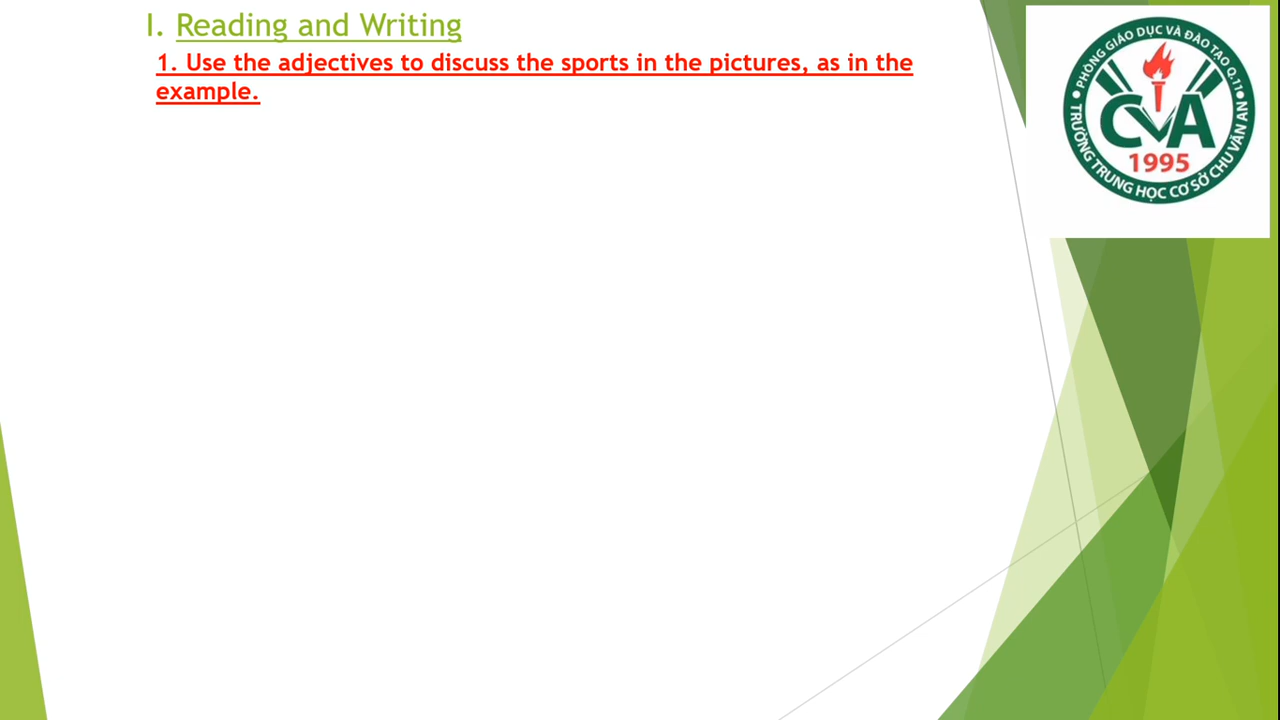 I. Reading and Writing
1. Use the adjectives to discuss the sports in the pictures, as in the
example.
PHÒNG GIÁO DỤC VÀ ĐÀO TẠO Q.11
CVA
1995
TRƯỜNG TRUNG HỌC CƠ SỞ CHU VĂN AN